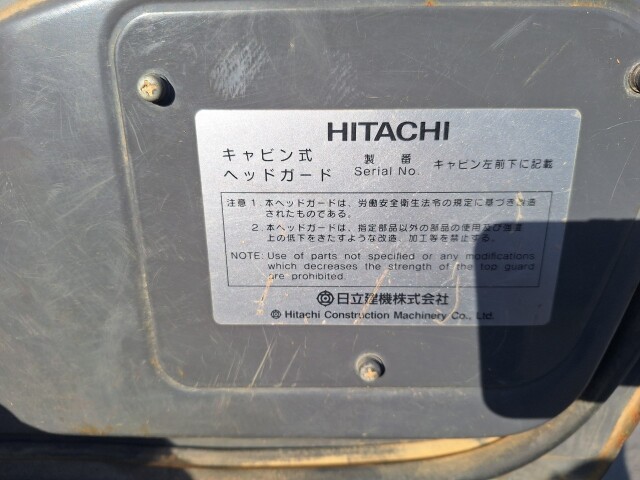 HITACHI
キャビン式
ヘッドガード
製番
Serial No.
キャビン左前下に記載
注意 1. 本ヘッドガードは、労働安全衛生法令の規定に基づき改造
されたものである。
2. 本ヘッドガードは、指定部品以外の部品の使用及び強度
上の低下をきたすような改造、加工等を禁止する。
NOTE: Use of parts not specified or any modifications
which decreases the strength of the top guard
are prohibited.
日立建機株式会社
Hitachi Construction Machinery Co., Ltd.